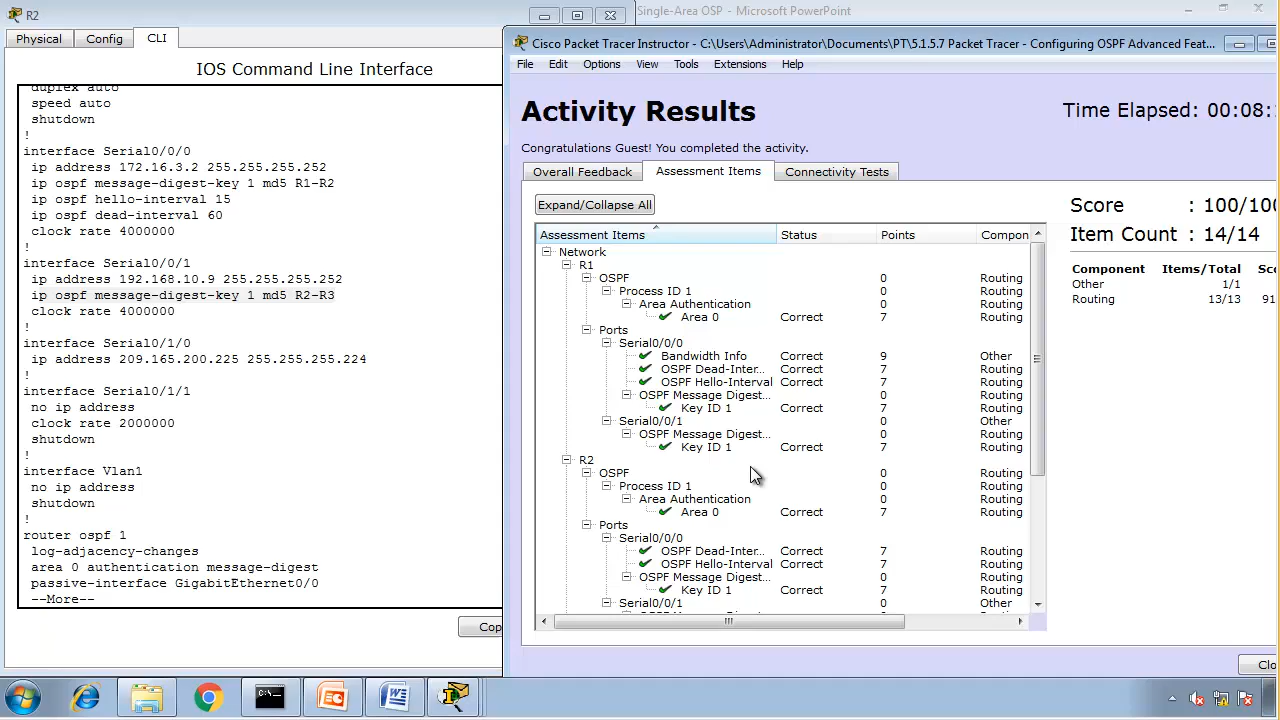 R2
Single-Area OSP - Microsoft PowerPoint
Physical
Config
CLI
IOS Command Line Interface
duplex auto
speed auto
shutdown
!
interface Serial0/0/0
ip address 172.16.3.2 255.255.255.252
ip ospf message-digest-key 1 md5 R1-R2
ip ospf hello-interval 15
ip ospf dead-interval 60
clock rate 4000000
!
interface Serial0/0/1
ip address 192.168.10.9 255.255.255.252
ip ospf message-digest-key 1 md5 R2-R3
clock rate 4000000
!
interface Serial0/1/0
ip address 209.165.200.225 255.255.255.224
!
interface Serial0/1/1
no ip address
clock rate 2000000
shutdown
!
interface Vlan1
no ip address
shutdown
!
router ospf 1
log-adjacency-changes
area 0 authentication message-digest
passive-interface GigabitEthernet0/0
--More--
Cop
Cisco Packet Tracer Instructor - C:\Users\Administrator\Documents\PT\5.1.5.7 Packet Tracer - Configuring OSPF Advanced Feat...
File Edit Options View Tools Extensions Help
Activity Results
Time Elapsed: 00:08:
Congratulations Guest! You completed the activity.
Overall Feedback
Assessment Items
Connectivity Tests
Expand/Collapse All
Assessment Items Status Points Compon
Network
R1
OSPF 0 Routing
Process ID 1 0 Routing
Area Authentication 0 Routing
Area 0 Correct 7 Routing
Ports 0 Routing
Serial0/0/0 0 Routing
Bandwidth Info Correct 9 Other
OSPF Dead-Inter... Correct 7 Routing
OSPF Hello-Interval Correct 7 Routing
OSPF Message Digest... 0 Routing
Key ID 1 Correct 7 Routing
Serial0/0/1 0 Other
OSPF Message Digest... 0 Routing
Key ID 1 Correct 7 Routing
R2
OSPF 0 Routing
Process ID 1 0 Routing
Area Authentication 0 Routing
Area 0 Correct 7 Routing
Ports 0 Routing
Serial0/0/0 0 Routing
OSPF Dead-Inter... Correct 7 Routing
OSPF Hello-Interval Correct 7 Routing
OSPF Message Digest... 0 Routing
Key ID 1 Correct 7 Routing
Serial0/0/1 0 Other
Score : 100/100
Item Count : 14/14
Component Items/Total Sc
Other 1/1
Routing 13/13 91
Clo